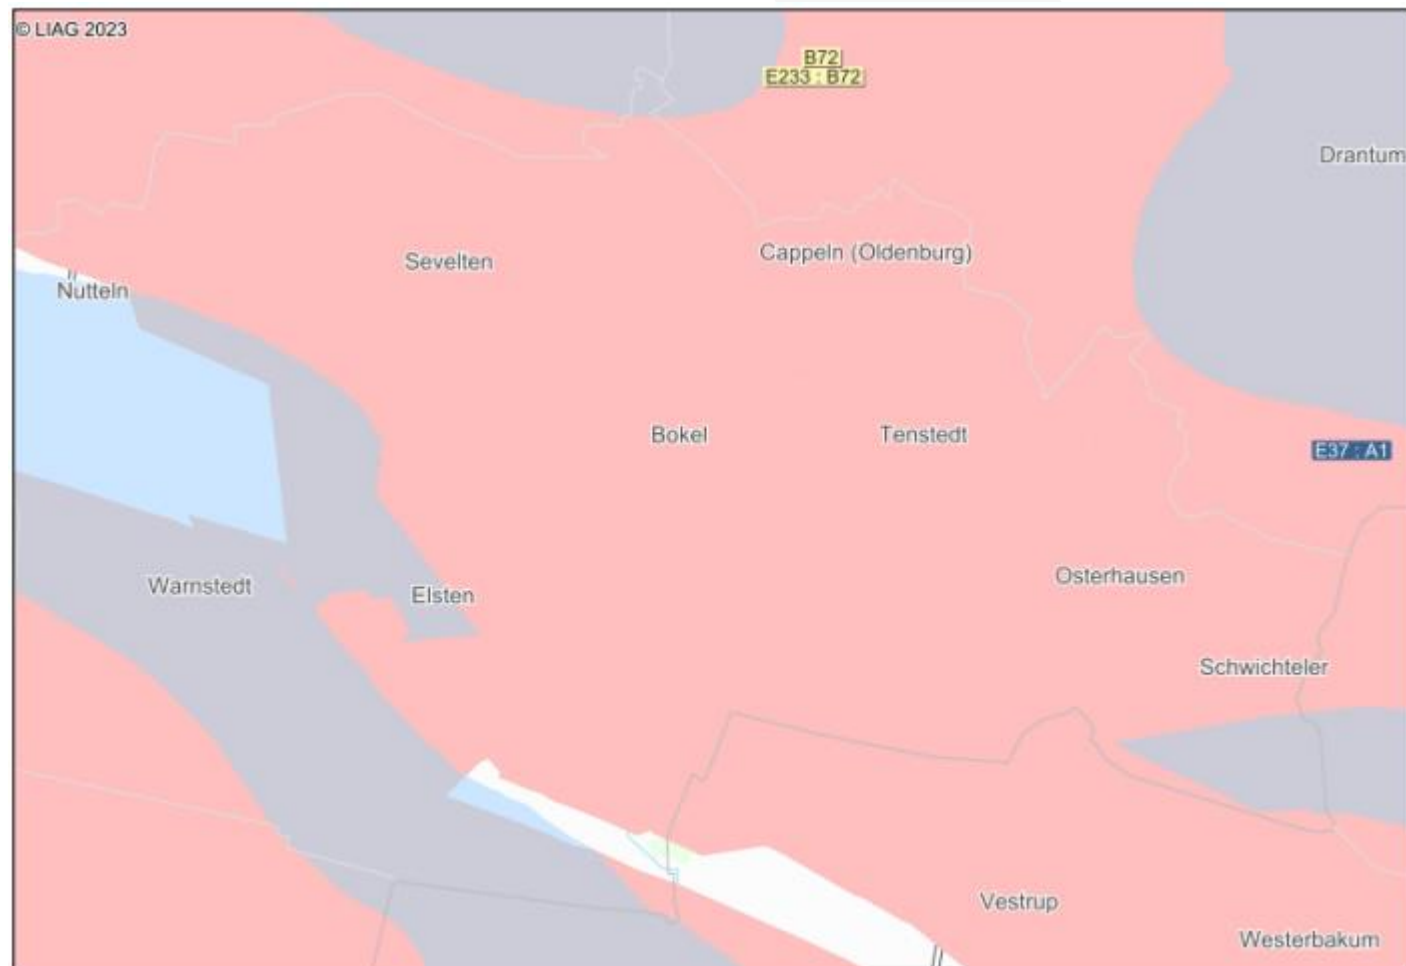 © LIAG 2023
B72
E233 : B72
Drantum
Sevelten
Cappeln (Oldenburg)
Nutteln
Bokel
Tenstedt
E37 : A1
Warnstedt
Elsten
Osterhausen
Schwichteler
Vestrup
Westerbakum